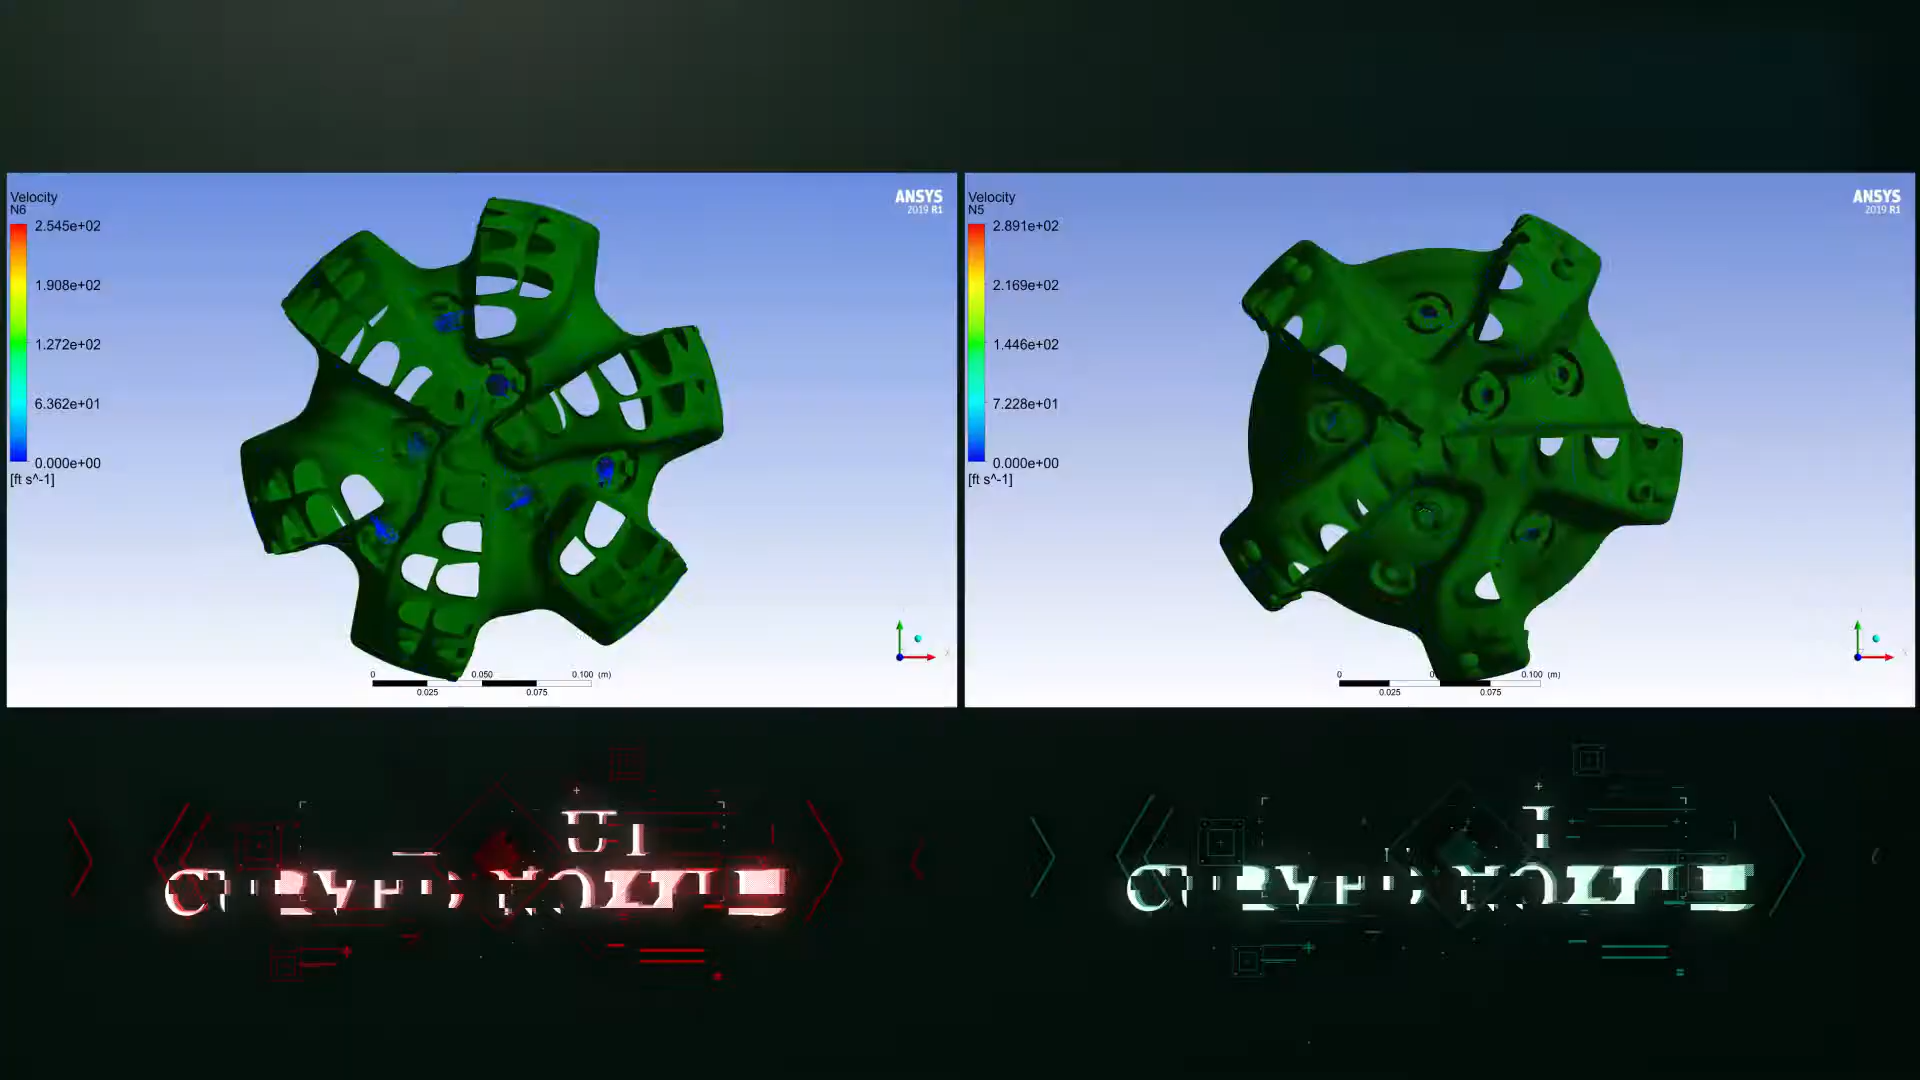 Velocity
N6
2.545e+02
1.908e+02
1.272e+02
6.362e+01
0.000e+00
[ft s^-1]
ANSYS
2019 R1
0 0.050 0.100 (m)
0.025 0.075
Velocity
N5
2.891e+02
2.169e+02
1.446e+02
7.228e+01
0.000e+00
[ft s^-1]
ANSYS
2019 R1
0 0.100 (m)
0.025 0.075